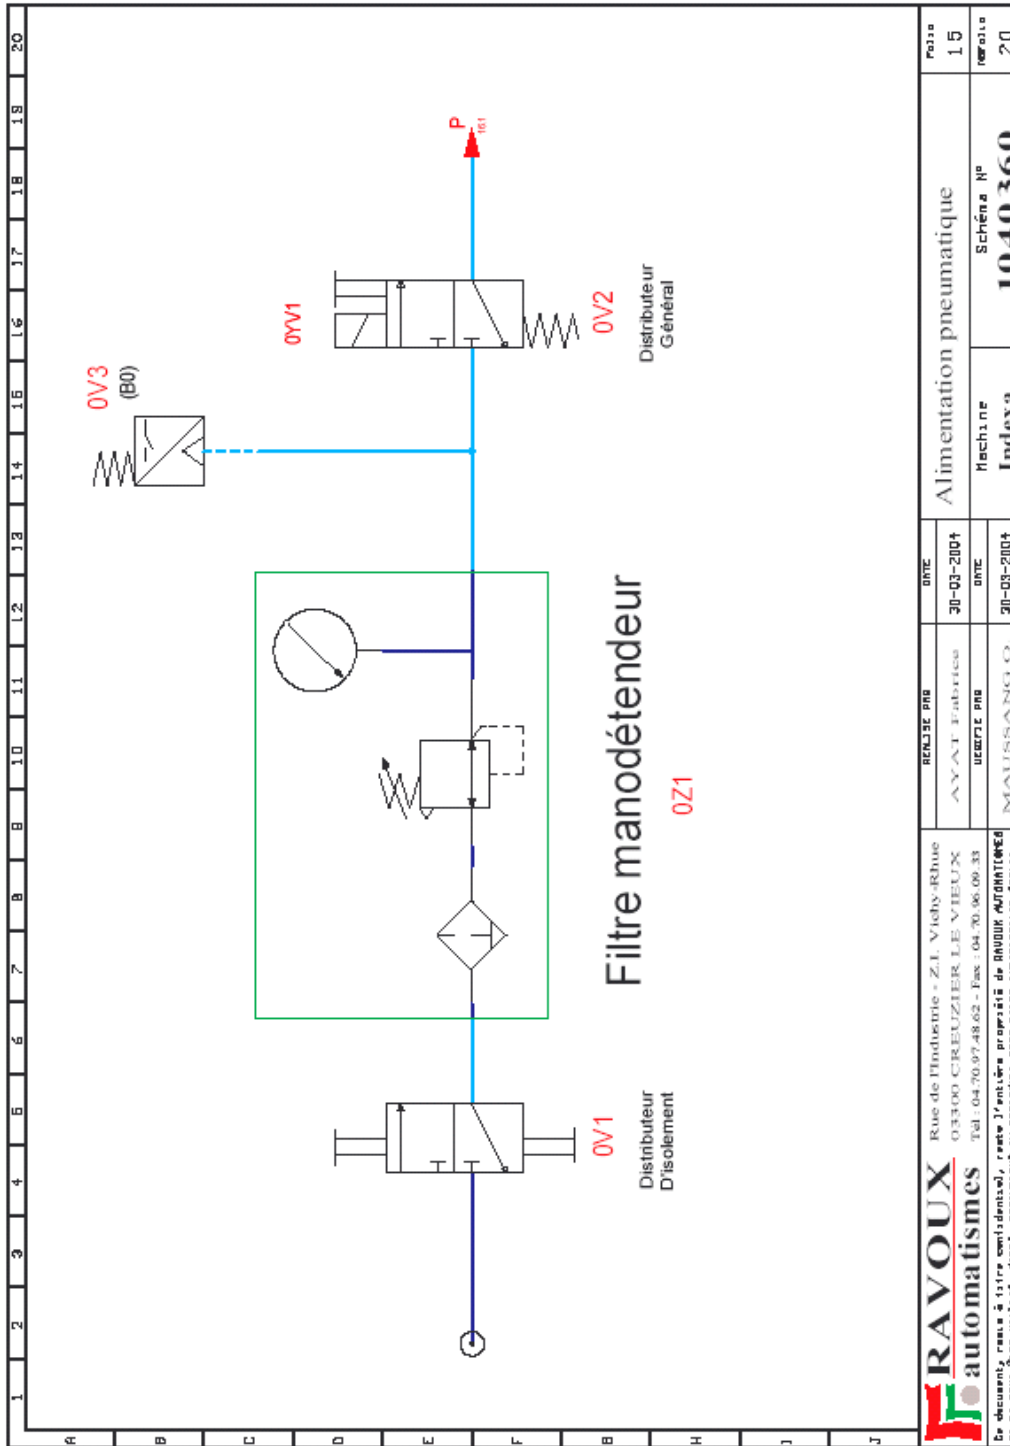 1 2 3 4 5 6 7 8 9 10 11 12 13 14 15 16 17 18 19 20
A
B
C
D
E
F
H
I
J
0V3
(B0)
0YV1
P
161
0V2
Distributeur
Général
Filtre manodétendeur
0Z1
0V1
Distributeur
D'isolement
RAVOUX
automatismes
Rue de l'Industrie - Z.I. Vichy-Rhue
03300 CREUZIER LE VIEUX
Tél : 04.70.97.48.62 - Fax : 04.70.96.09.33
REALISE PAR
AYAT Fabrice
DATE
30-03-2004
Alimentation pneumatique
Folio
15
VERIFIE PAR
MAUSSANG O.
DATE
30-03-2004
Machine
Indexa
Schéma N°
1040360
20